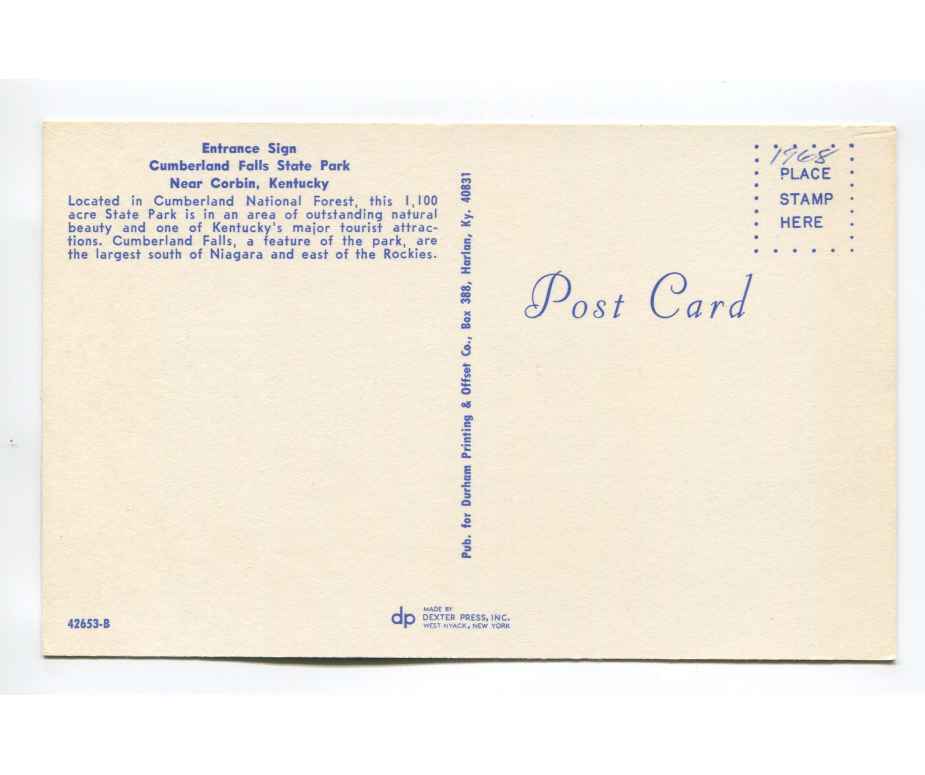 Entrance Sign
Cumberland Falls State Park
Near Corbin, Kentucky
Located in Cumberland National Forest, this 1,100
acre State Park is in an area of outstanding natural
beauty and one of Kentucky's major tourist attrac-
tions. Cumberland Falls, a feature of the park, are
the largest south of Niagara and east of the Rockies.
42653-B
Pub. for Durham Printing & Offset Co., Box 388, Harlan, Ky. 40831
dp
MADE BY
DEXTER PRESS, INC.
WEST NYACK, NEW YORK
1968
PLACE
STAMP
HERE
Post Card